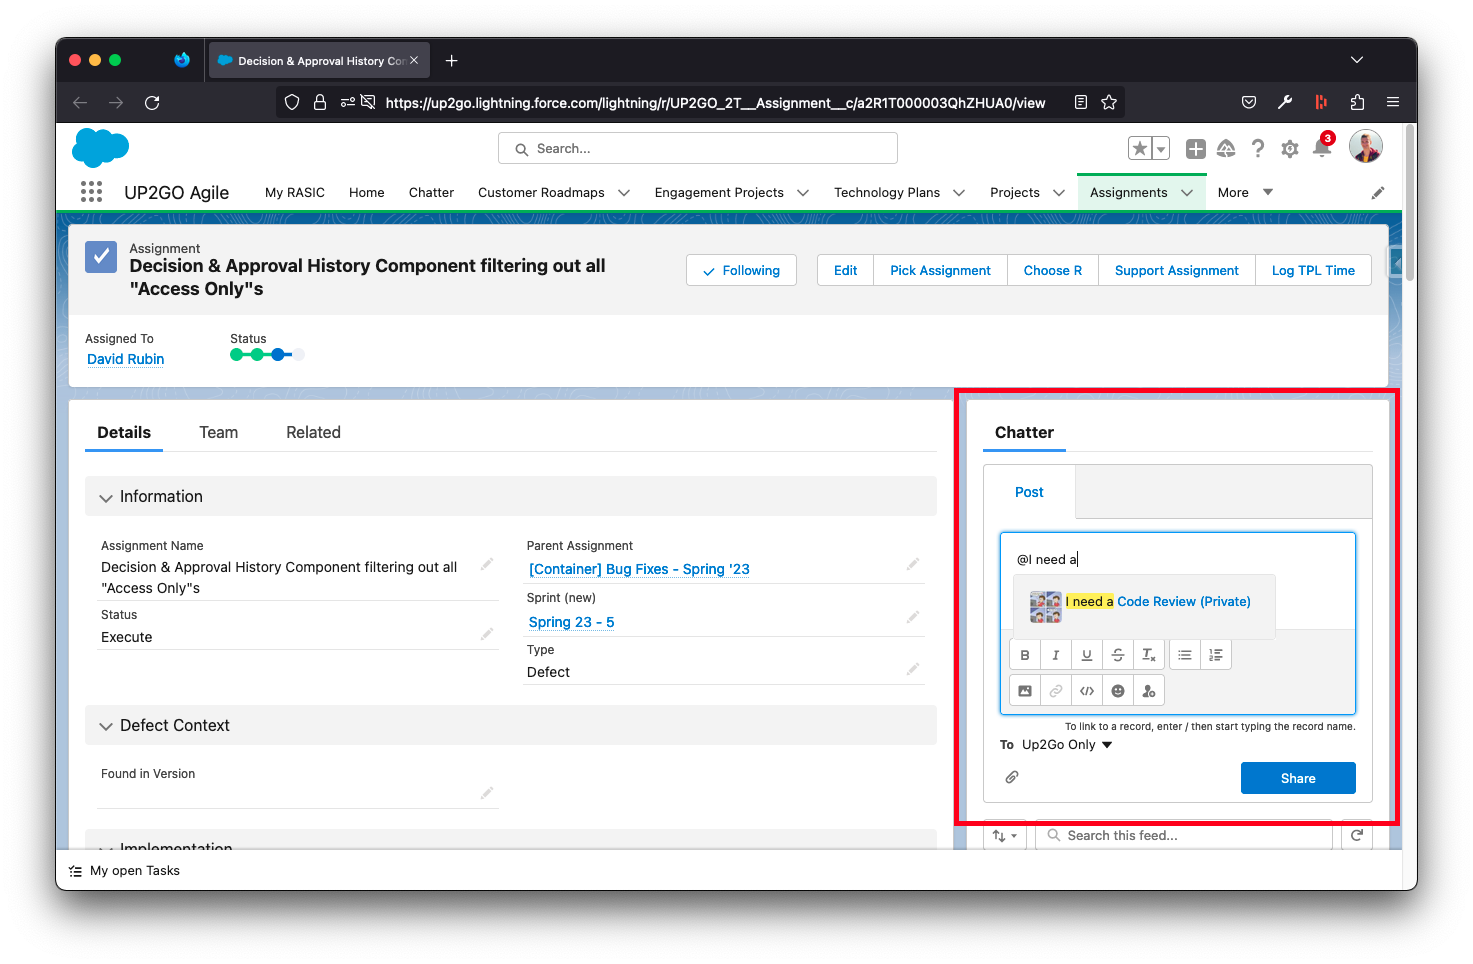 Decision & Approval History Con
https://up2go.lightning.force.com/lightning/r/UP2GO_2T__Assignment__c/a2R1T000003QhZHUA0/view
Search...
3
UP2GO Agile
My RASIC
Home
Chatter
Customer Roadmaps
Engagement Projects
Technology Plans
Projects
Assignments
More
Assignment
Decision & Approval History Component filtering out all
"Access Only"s
Following
Edit
Pick Assignment
Choose R
Support Assignment
Log TPL Time
Assigned To
David Rubin
Status
Details
Team
Related
Information
Assignment Name
Decision & Approval History Component filtering out all
"Access Only"s
Status
Execute
Parent Assignment
[Container] Bug Fixes - Spring '23
Sprint (new)
Spring 23 - 5
Type
Defect
Defect Context
Found in Version
Implementation
Chatter
Post
@I need a
I need a Code Review (Private)
To link to a record, enter / then start typing the record name.
To Up2Go Only
Share
Search this feed...
My open Tasks